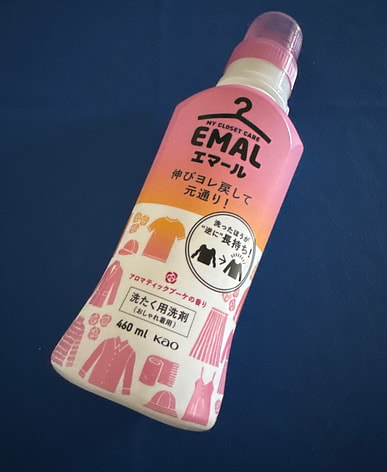 MY CLOSET CARE
EMAL
エマール
伸びヨレ戻して
元通り！
洗ったほうが
"逆に"長持ち！
アロマティックブーケの香り
洗たく用洗剤
（おしゃれ着用）
460 ml Kao